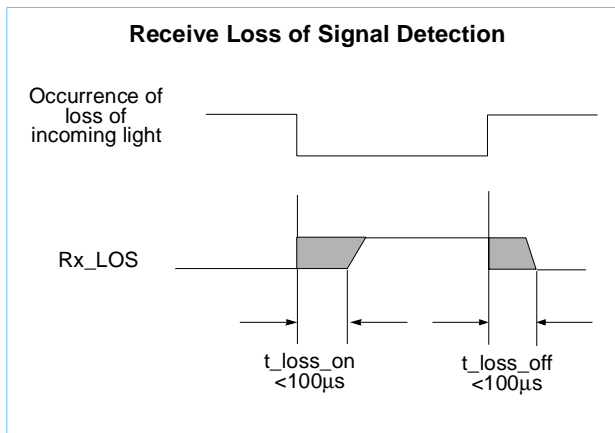 Receive Loss of Signal Detection
Occurrence of
loss of
incoming light
Rx_LOS
t_loss_on
<100µs
t_loss_off
<100µs